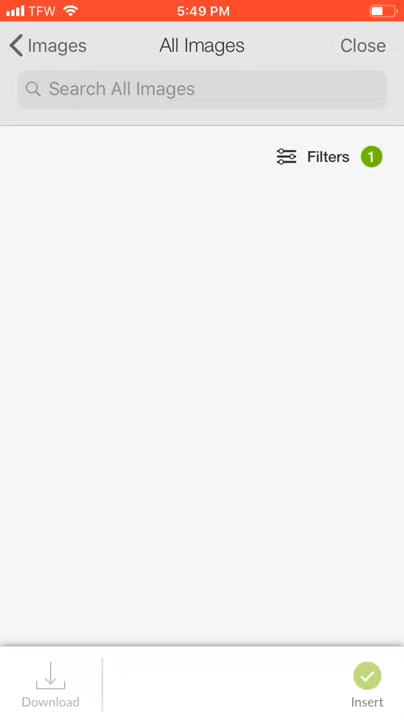 TFW 5:49 PM
Images All Images Close
Search All Images
Filters 1
Download Insert